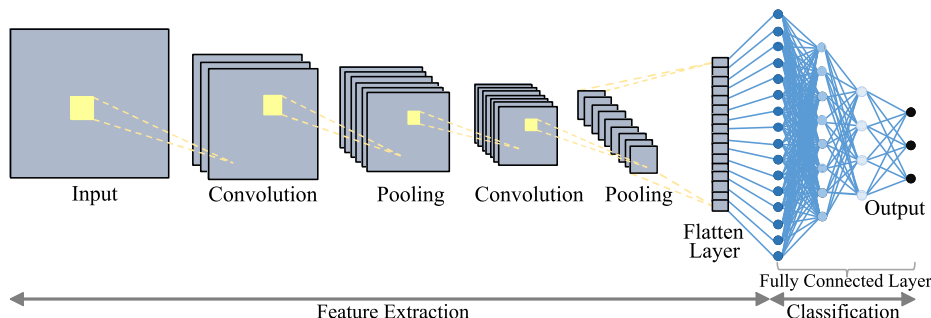 Input
Convolution
Pooling
Convolution
Pooling
Flatten
Layer
Output
Fully Connected Layer
Feature Extraction
Classification